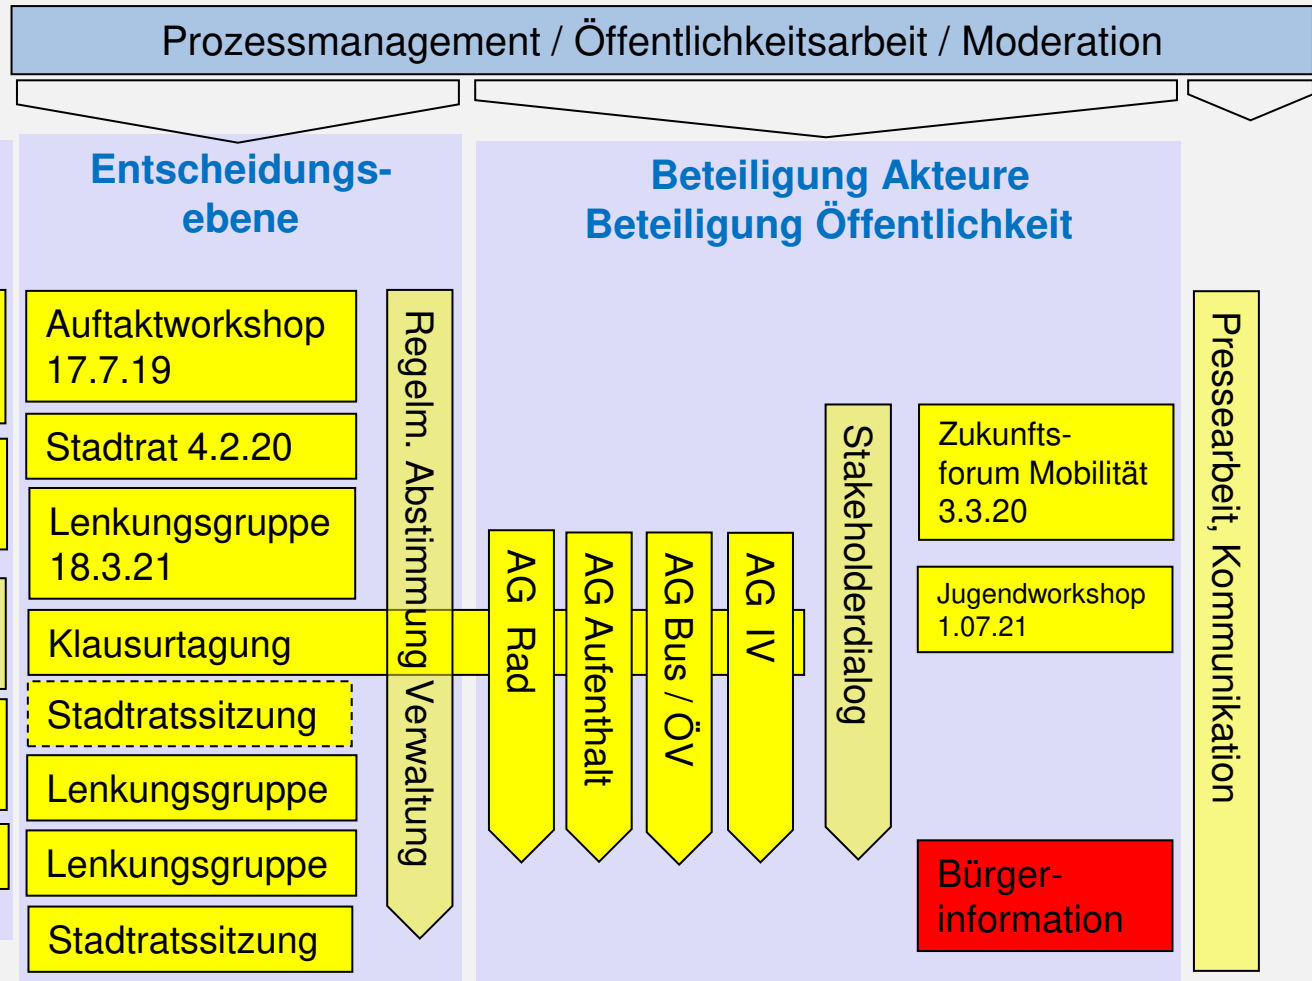 Prozessmanagement / Öffentlichkeitsarbeit / Moderation
Entscheidungs-
ebene
Auftaktworkshop
17.7.19
Stadtrat 4.2.20
Lenkungsgruppe
18.3.21
Klausurtagung
Stadtratssitzung
Lenkungsgruppe
Lenkungsgruppe
Stadtratssitzung
Regelm. Abstimmung Verwaltung
Beteiligung Akteure
Beteiligung Öffentlichkeit
AG Rad
AG Aufenthalt
AG Bus / ÖV
AG IV
Stakeholderdialog
Zukunfts-
forum Mobilität
3.3.20
Jugendworkshop
1.07.21
Bürger-
information
Pressearbeit, Kommunikation